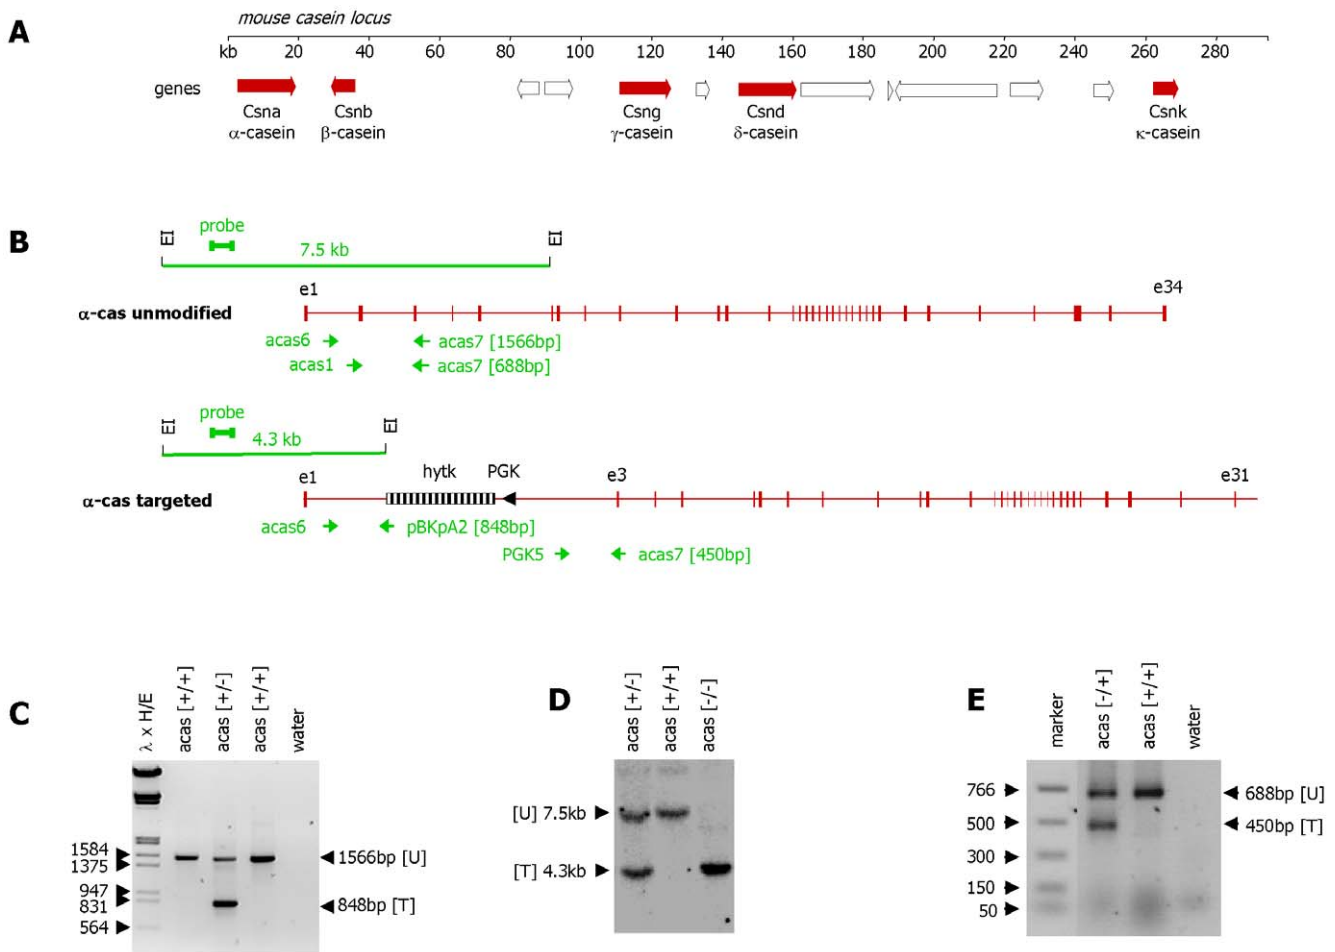 A
mouse casein locus
kb 20 40 60 80 100 120 140 160 180 200 220 240 260 280
genes
Csna Csnb Csng Csnd Csnk
α-casein β-casein γ-casein δ-casein κ-casein
B
EI probe 7.5 kb EI
e1 e34
α-cas unmodified
acas6 acas7 [1566bp]
acas1 acas7 [688bp]
EI probe 4.3 kb EI
e1 hytk PGK e3 e31
α-cas targeted
acas6 pBKpA2 [848bp]
PGK5 acas7 [450bp]
C
λ x H/E acas [+/+] acas [+/-] acas [+/+] water
1584
1375
947
831
564
1566bp [U]
848bp [T]
D
acas [+/-] acas [+/+] acas [-/-]
[U] 7.5kb
[T] 4.3kb
E
marker acas [-/+] acas [+/+] water
766
500
300
150
50
688bp [U]
450bp [T]